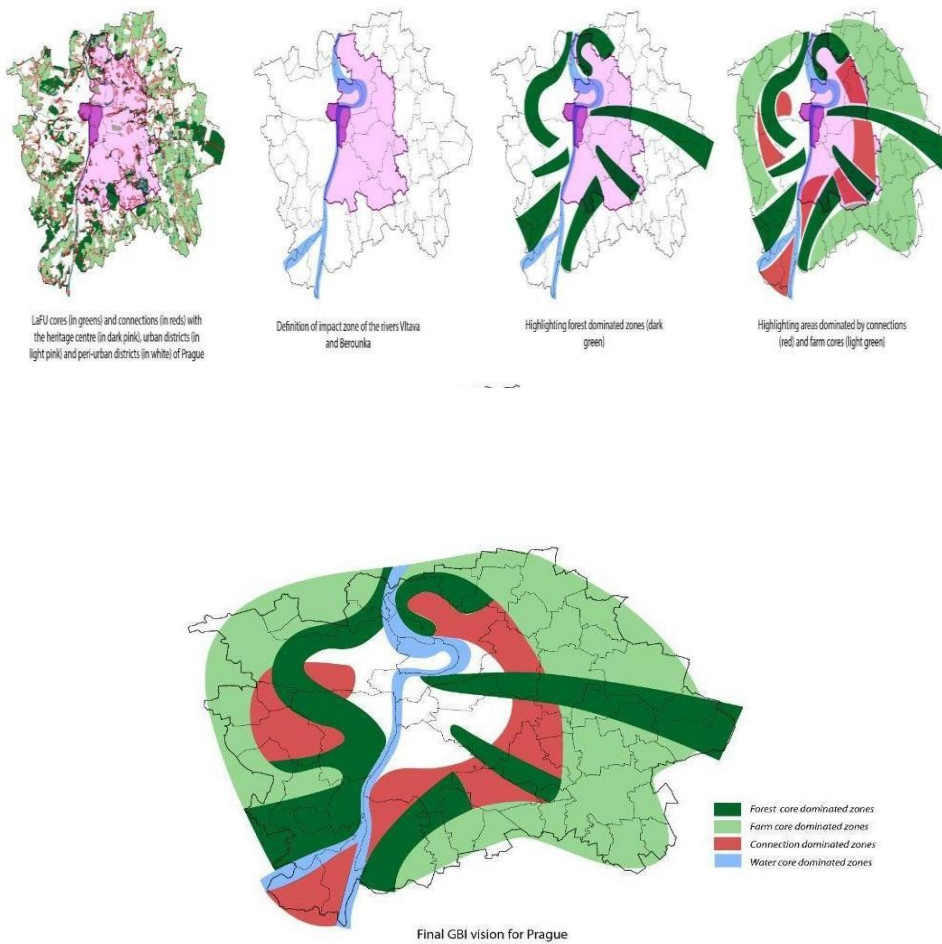 LaFU cores (in greens) and connections (in reds) with
the heritage centre (in dark pink), urban districts (in
light pink) and peri-urban districts (in white) of Prague
Definition of impact zone of the rivers Vltava
and Berounka
Highlighting forest dominated zones (dark
green)
Highlighting areas dominated by connections
(red) and farm cores (light green)
Forest core dominated zones
Farm core dominated zones
Connection dominated zones
Water core dominated zones
Final GBI vision for Prague